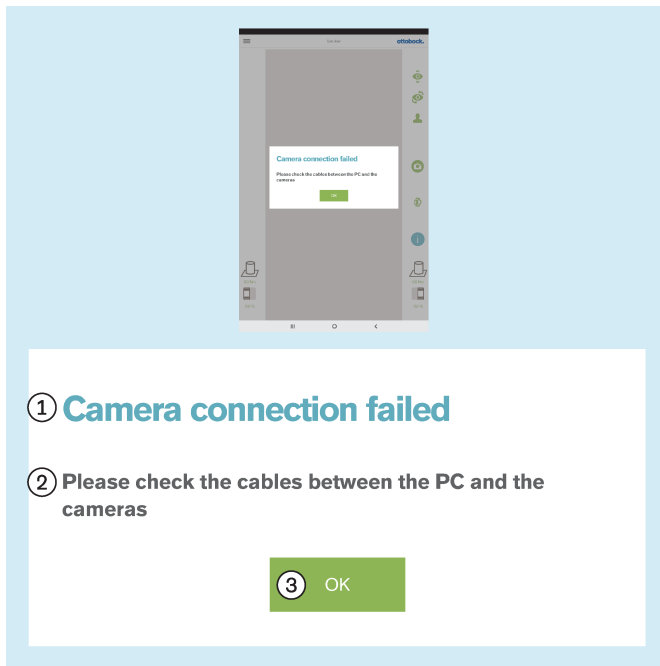 ottobock.
Camera connection failed
Please check the cables between the PC and the
cameras
OK
1 Camera connection failed
2 Please check the cables between the PC and the
cameras
3 OK